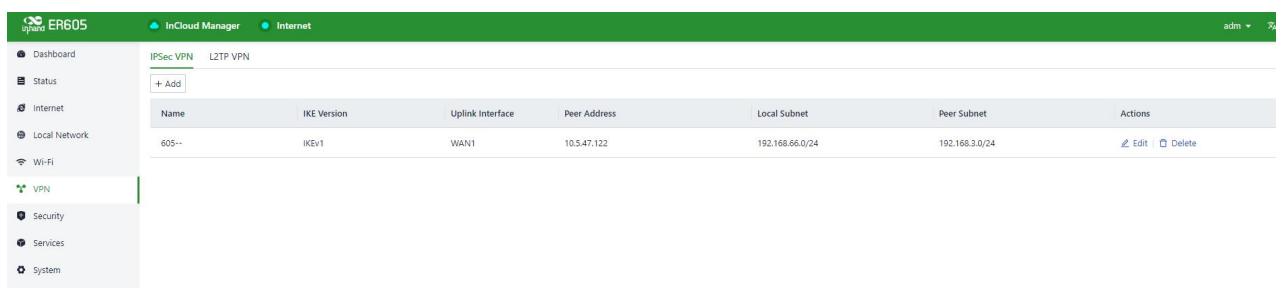 inhand ER605 InCloud Manager Internet adm
Dashboard
Status
Internet
Local Network
Wi-Fi
VPN
Security
Services
System
IPSec VPN L2TP VPN
+ Add
Name IKE Version Uplink Interface Peer Address Local Subnet Peer Subnet Actions
605-- IKEv1 WAN1 10.5.47.122 192.168.66.0/24 192.168.3.0/24 Edit Delete